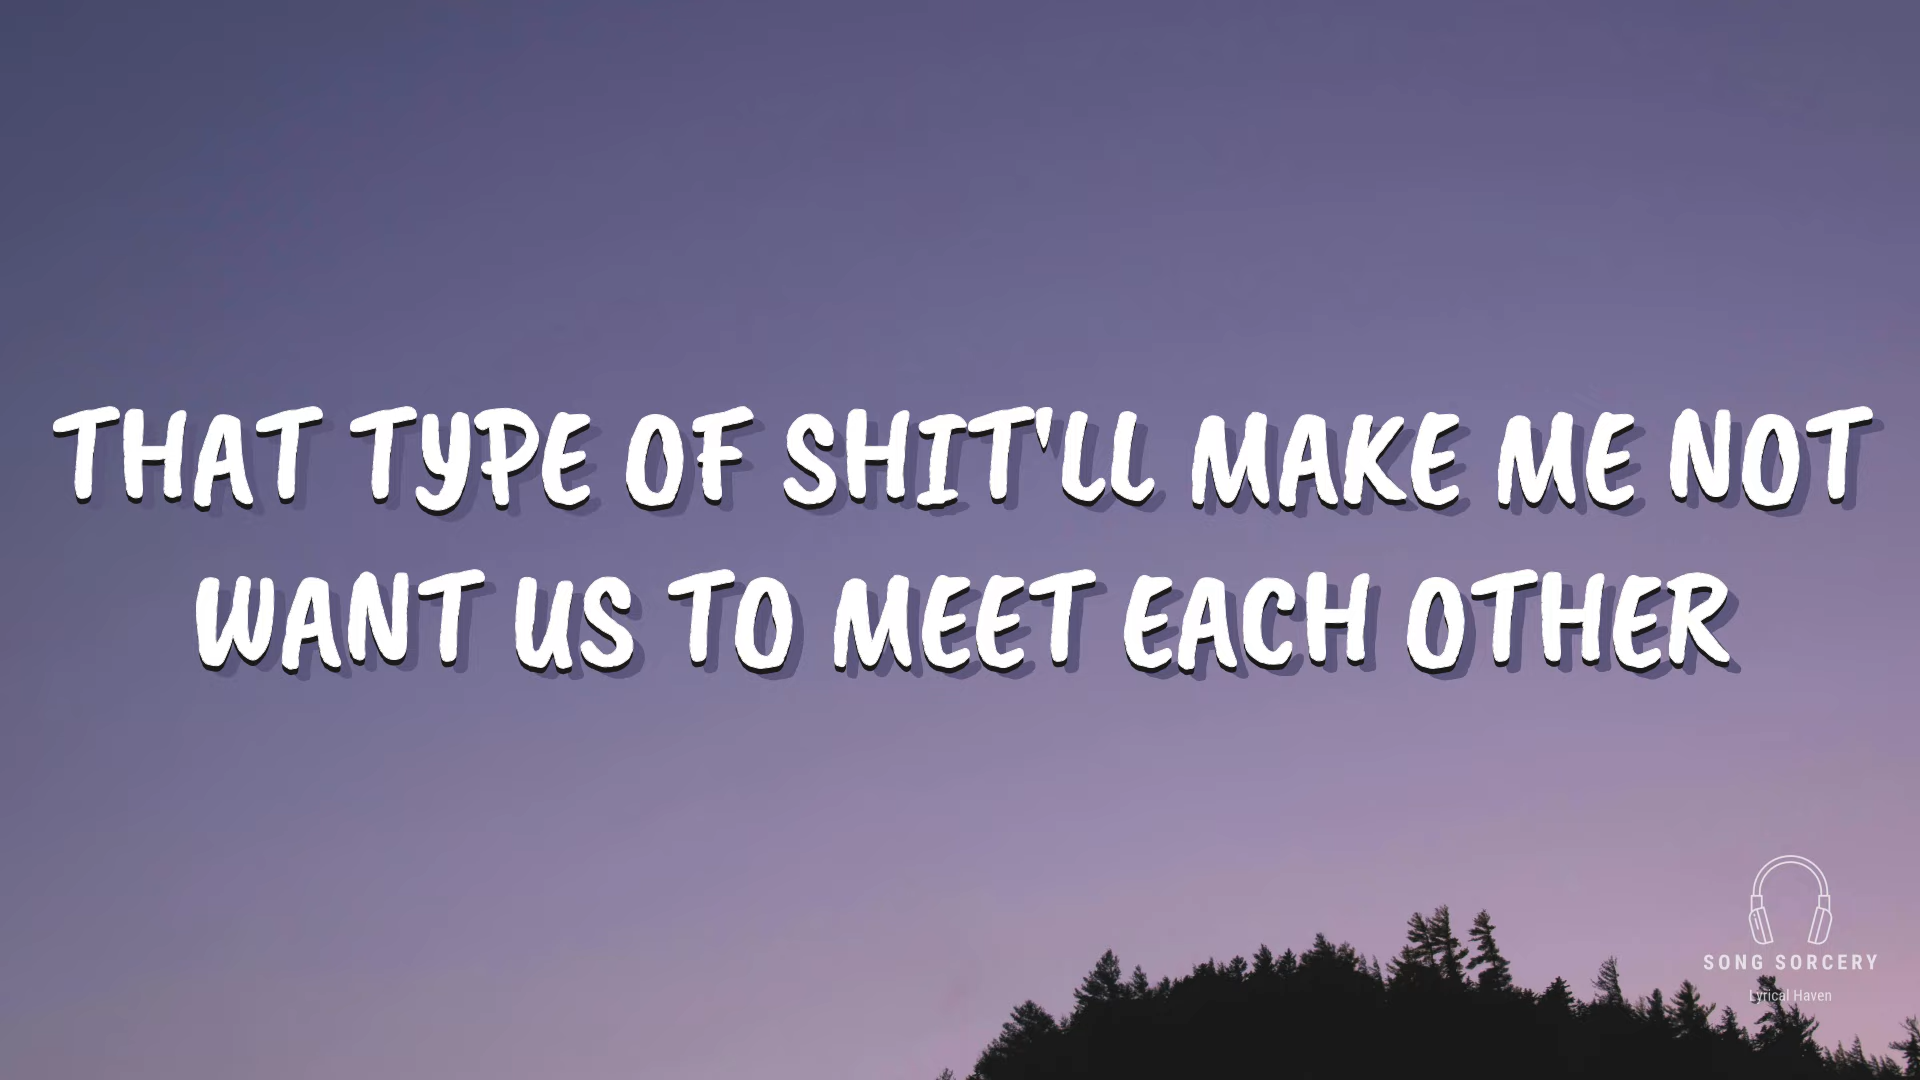 THAT TYPE OF SHIT'LL MAKE ME NOT
WANT US TO MEET EACH OTHER
SONG SORCERY
Lyrical Haven